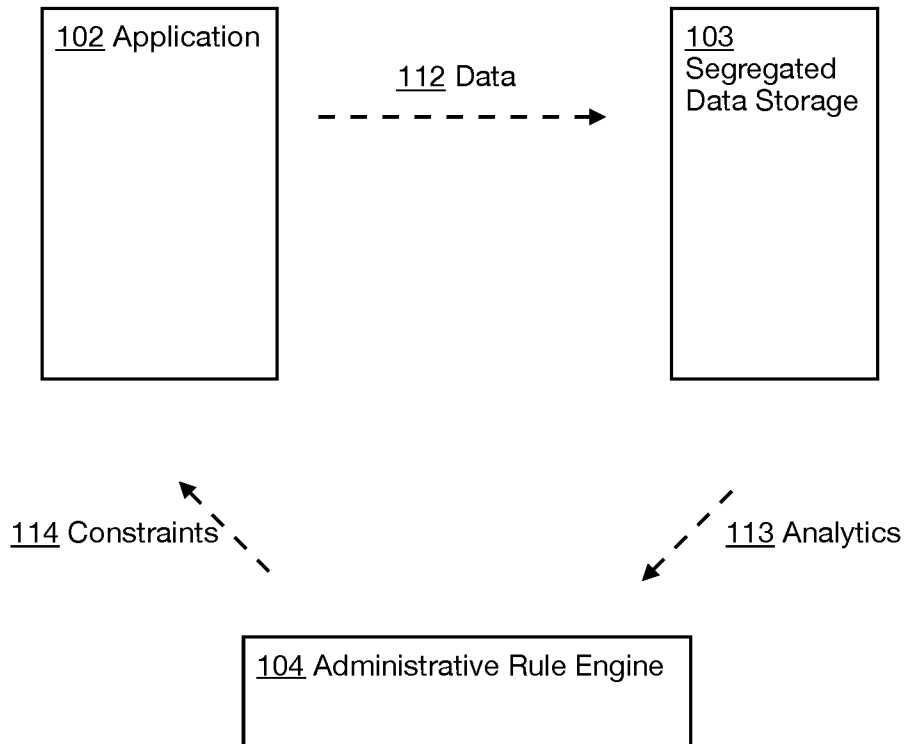 102 Application
112 Data
103
Segregated
Data Storage
114 Constraints
113 Analytics
104 Administrative Rule Engine